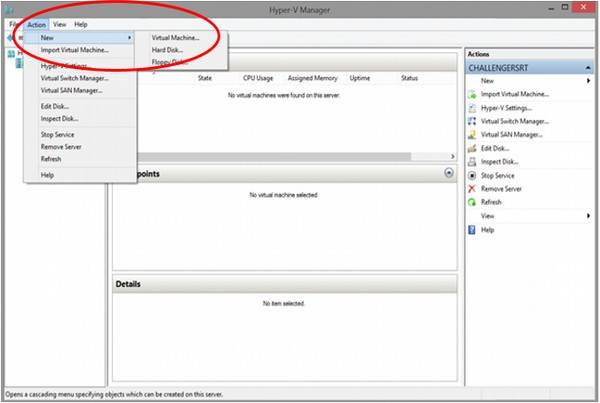 Hyper-V Manager
Action View Help
New
Import Virtual Machine...
Hyper-V Settings...
Virtual Switch Manager...
Virtual SAN Manager...
Edit Disk...
Inspect Disk...
Stop Service
Remove Server
Refresh
Help
Virtual Machine...
Hard Disk...
Floppy Disk...
State CPU Usage Assigned Memory Uptime Status
No virtual machines were found on this server.
No virtual machine selected.
Details
No item selected.
Actions
CHALLENGERSRT
New
Import Virtual Machine...
Hyper-V Settings...
Virtual Switch Manager...
Virtual SAN Manager...
Edit Disk...
Inspect Disk...
Stop Service
Remove Server
Refresh
View
Help
Opens a cascading menu specifying objects which can be created on this server.